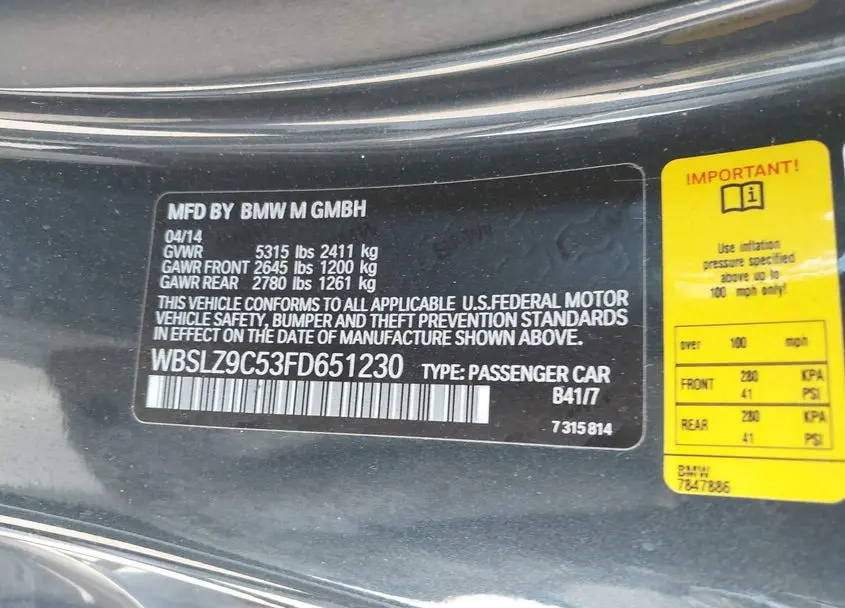 MFD BY BMW M GMBH
04/14
GVWR 5315 lbs 2411 kg
GAWR FRONT 2645 lbs 1200 kg
GAWR REAR 2780 lbs 1261 kg
THIS VEHICLE CONFORMS TO ALL APPLICABLE U.S.FEDERAL MOTOR
VEHICLE SAFETY, BUMPER AND THEFT PREVENTION STANDARDS
IN EFFECT ON THE DATE OF MANUFACTURE SHOWN ABOVE.
WBSLZ9C53FD651230 TYPE: PASSENGER CAR
B41/7
7315814
IMPORTANT!
Use inflation
pressure specified
above up to
100 mph only!
over 100 mph
FRONT 280 KPA
41 PSI
REAR 280 KPA
41 PSI
BMW
7847886